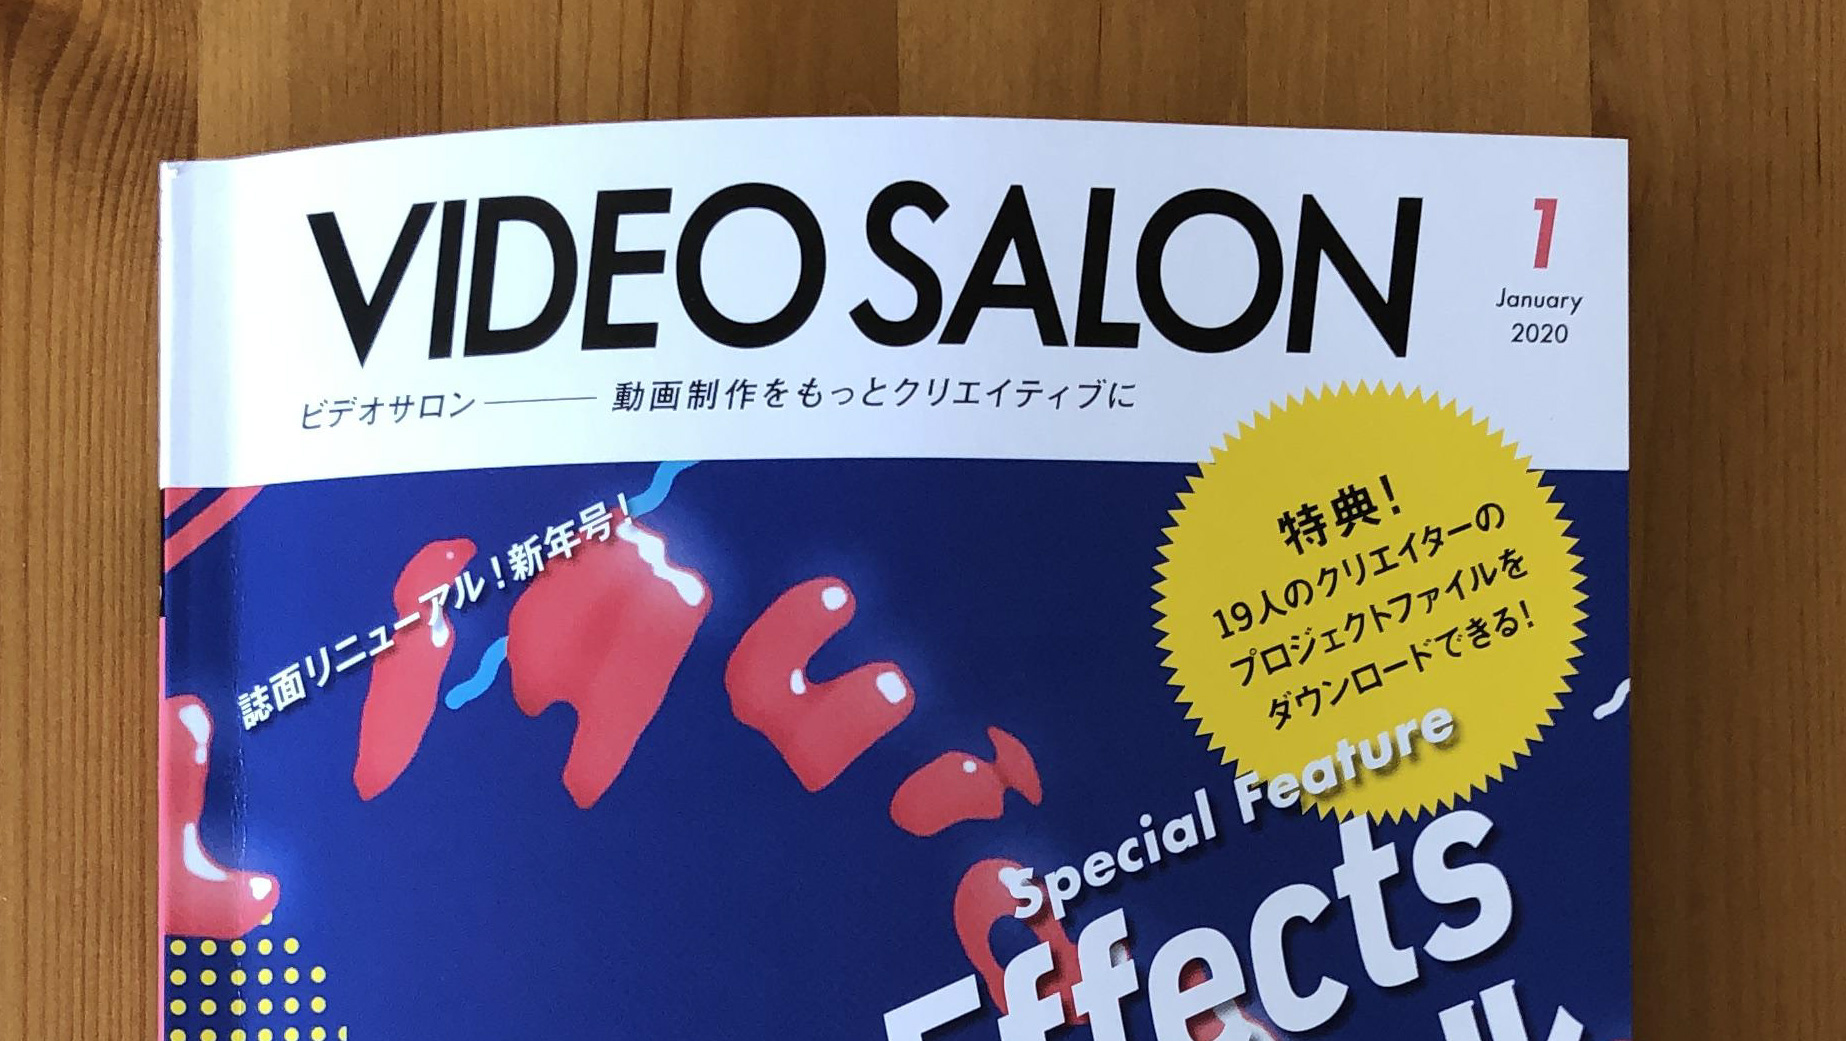 VIDEO SALON
1
January
2020
ビデオサロン
動画制作をもっとクリエイティブに
誌面リニューアル!新年号!
特典!
19人のクリエイターの
プロジェクトファイルを
ダウンロードできる!
Special Feature
Effects